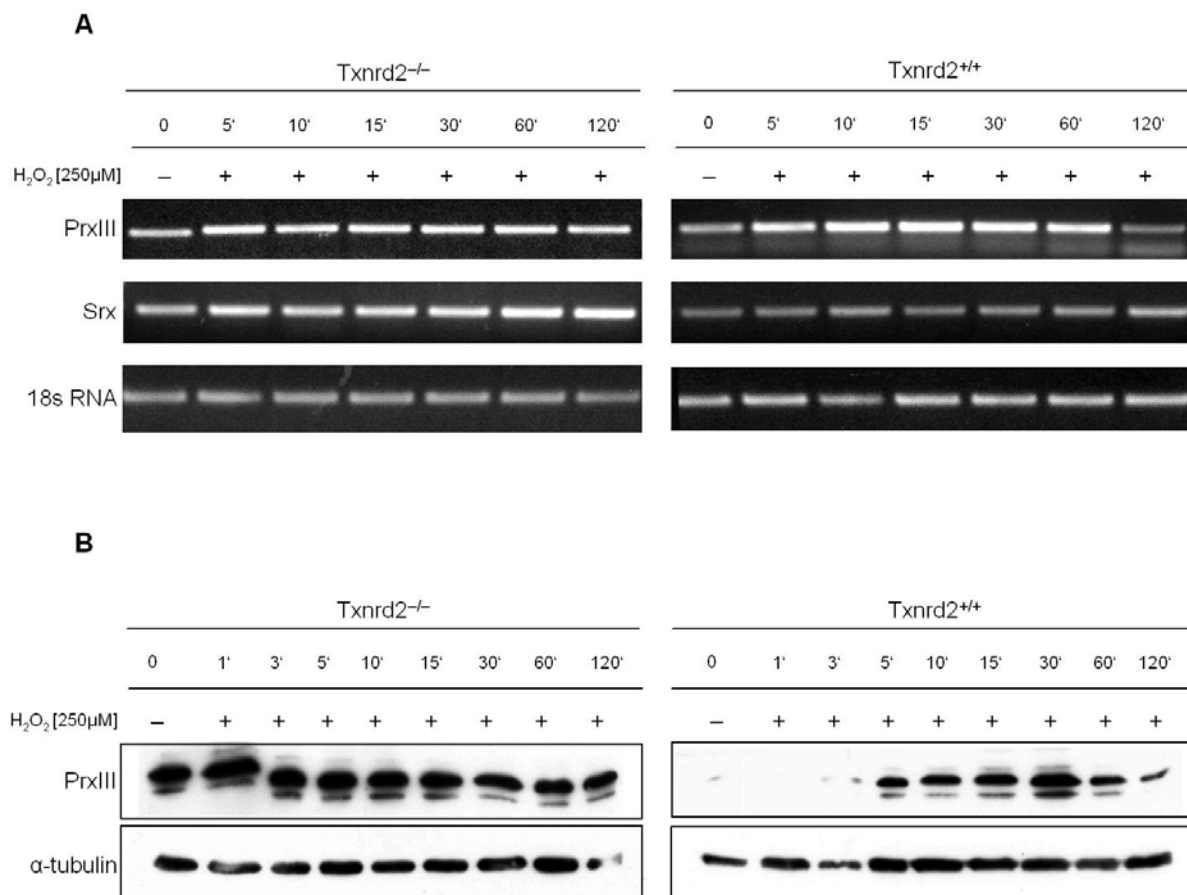 A
Txnrd2–/– Txnrd2+/+
0 5‘ 10‘ 15‘ 30‘ 60‘ 120‘ 0 5‘ 10‘ 15‘ 30‘ 60‘ 120‘
H2O2 [250µM] – + + + + + + – + + + + + +
PrxIII
Srx
18s RNA
B
Txnrd2–/– Txnrd2+/+
0 1‘ 3‘ 5‘ 10‘ 15‘ 30‘ 60‘ 120‘ 0 1‘ 3‘ 5‘ 10‘ 15‘ 30‘ 60‘ 120‘
H2O2 [250µM] – + + + + + + + + – + + + + + + + +
PrxIII
α-tubulin